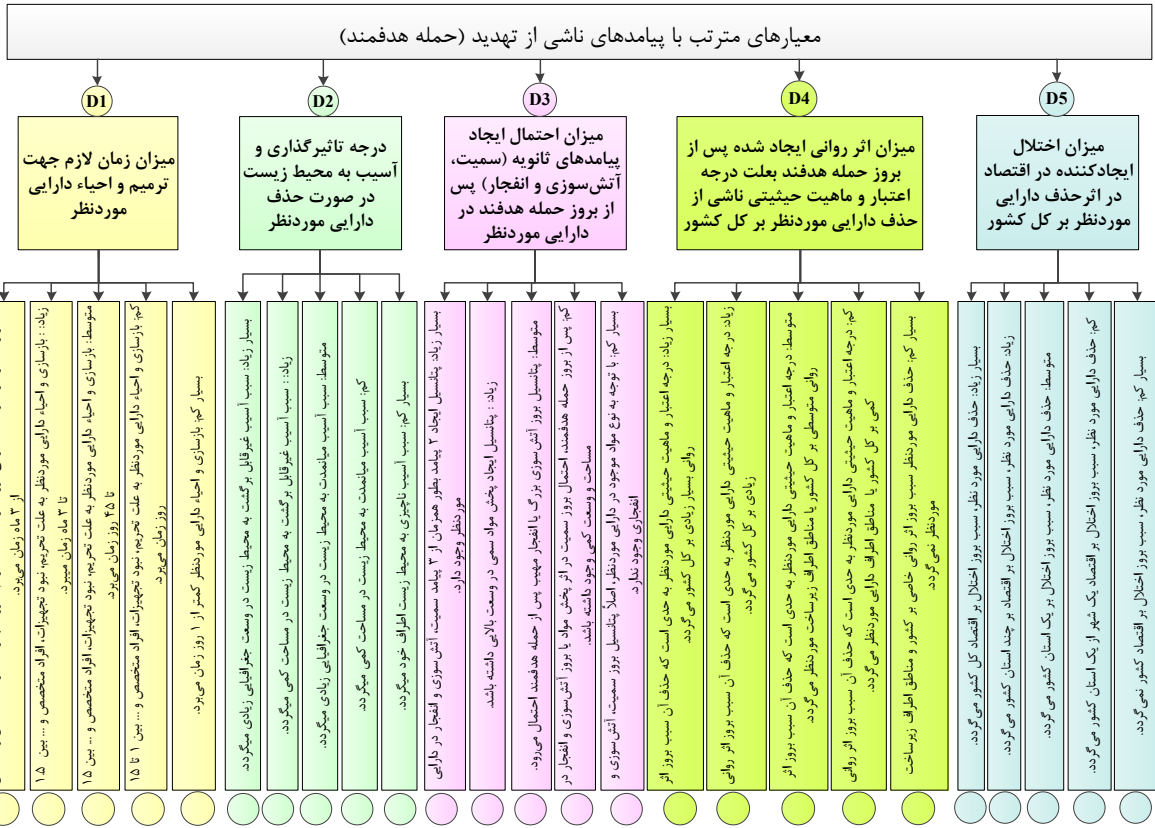 معیارهای مترتب با پیامدهای ناشی از تهدید (حمله هدفمند)
D5
میزان اختلال
ایجادکننده در اقتصاد
در اثرحذف دارایی
موردنظر بر کل کشور
بسیار کم: حذف دارایی مورد نظر، سبب بروز اختلال بر اقتصاد کشور نمی‌گردد.
کم: حذف دارایی مورد نظر، سبب بروز اختلال بر اقتصاد یک شهر از یک استان کشور می‌گردد.
متوسط: حذف دارایی مورد نظر، سبب بروز اختلال بر یک استان کشور می گردد.
زیاد: حذف دارایی مورد نظر، سبب بروز اختلال بر اقتصاد بر چند استان کشور می گردد.
بسیار زیاد: حذف دارایی مورد نظر، سبب بروز اختلال بر اقتصاد کل کشور می گردد.
D4
میزان اثر روانی ایجاد شده پس از
بروز حمله هدفند بعلت درجه
اعتبار و ماهیت حیثیتی ناشی از
حذف دارایی موردنظر بر کل کشور
بسیار کم: حذف دارایی موردنظر سبب بروز اثر روانی خاصی بر کشور و مناطق اطراف زیرساخت
موردنظر نمی‌گردد.
کم: درجه اعتبار و ماهیت حیثیتی دارایی موردنظر به حدی است که حذف آن سبب بروز اثر روانی
کمی بر کل کشور یا مناطق اطراف دارایی موردنظر می‌گردد.
متوسط: درجه اعتبار و ماهیت حیثیتی دارایی موردنظر به حدی است که حذف آن سبب بروز اثر
روانی متوسطی بر کل کشور یا مناطق اطراف زیرساخت موردنظر می‌گردد.
زیاد: درجه اعتبار و ماهیت حیثیتی دارایی موردنظر به حدی است که حذف آن سبب بروز اثر روانی
زیادی بر کل کشور می گردد.
بسیار زیاد: درجه اعتبار و ماهیت حیثیتی دارایی موردنظر به حدی است که حذف آن سبب بروز اثر
روانی بسیار زیادی بر کل کشور می گردد.
D3
میزان احتمال ایجاد
پیامدهای ثانویه (سمیت،
آتش‌سوزی و انفجار) پس
از بروز حمله هدفند در
دارایی موردنظر
بسیار کم: با توجه به نوع مواد موجود در دارایی موردنظر، اصلاً پتانسیل بروز سمیت، آتش سوزی و
انفجاری وجود ندارد.
کم: پس از بروز حمله هدفمند، احتمال بروز سمیت در اثر پخش مواد یا بروز آتش‌سوزی و انفجار در
مساحت و وسعت کمی وجود داشته باشد.
متوسط: پتانسیل بروز آتش‌سوزی بزرگ یا انفجار مهیب پس از حمله هدفمند احتمال می‌رود.
زیاد: : پتانسیل ایجاد پخش مواد سمی در وسعت بالایی داشته باشد.
بسیار زیاد: پتانسیل ایجاد ۲ پیامد بطور همزمان از ۳ پیامد سمیت، آتش سوزی و انفجار در دارایی
موردنظر وجود دارد.
D2
درجه تاثیرگذاری و
آسیب به محیط زیست
در صورت حذف
دارایی موردنظر
بسیار کم: سبب آسیب ناچیزی به محیط زیست اطراف خود میگردد.
کم: سبب آسیب میانمدت به محیط زیست در مساحت کمی میگردد.
متوسط: سبب آسیب میانمدت به محیط زیست در وسعت جغرافیایی زیادی میگردد.
زیاد: : سبب آسیب غیرقابل برگشت به محیط زیست در مساحت کمی میگردد.
بسیار زیاد: سبب آسیب غیرقابل برگشت به محیط زیست در وسعت جغرافیایی زیادی میگردد.
D1
میزان زمان لازم جهت
ترمیم و احیاء دارایی
موردنظر
بسیار کم: بازسازی و احیاء دارایی موردنظر کمتر از ۱ روز زمان می‌برد.
کم: بازسازی و احیاء دارایی موردنظر به علت تحریم، نبود تجهیزات، افراد متخصص و ... بین ۱ تا ۱۵
روز زمان می‌برد.
متوسط: بازسازی و احیاء دارایی موردنظر به علت تحریم، نبود تجهیزات، افراد متخصص و ... بین ۱۵
تا ۴۵ روز زمان می‌برد.
زیاد: : بازسازی و احیاء دارایی موردنظر به علت تحریم، نبود تجهیزات، افراد متخصص و ... بین ۱.۵
تا ۳ ماه زمان میبرد.
از ۳ ماه زمان می‌برد.